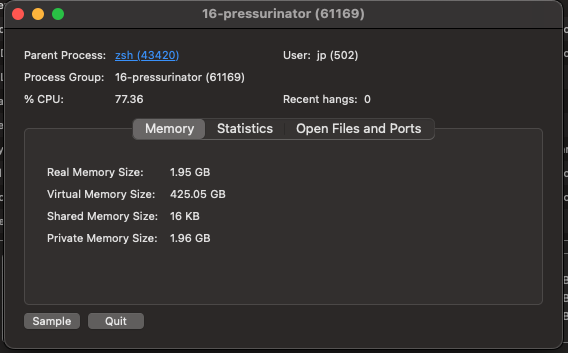 16-pressurinator (61169)
Parent Process: zsh (43420) User: jp (502)
Process Group: 16-pressurinator (61169)
% CPU: 77.36 Recent hangs: 0
Memory Statistics Open Files and Ports
Real Memory Size: 1.95 GB
Virtual Memory Size: 425.05 GB
Shared Memory Size: 16 KB
Private Memory Size: 1.96 GB
Sample Quit